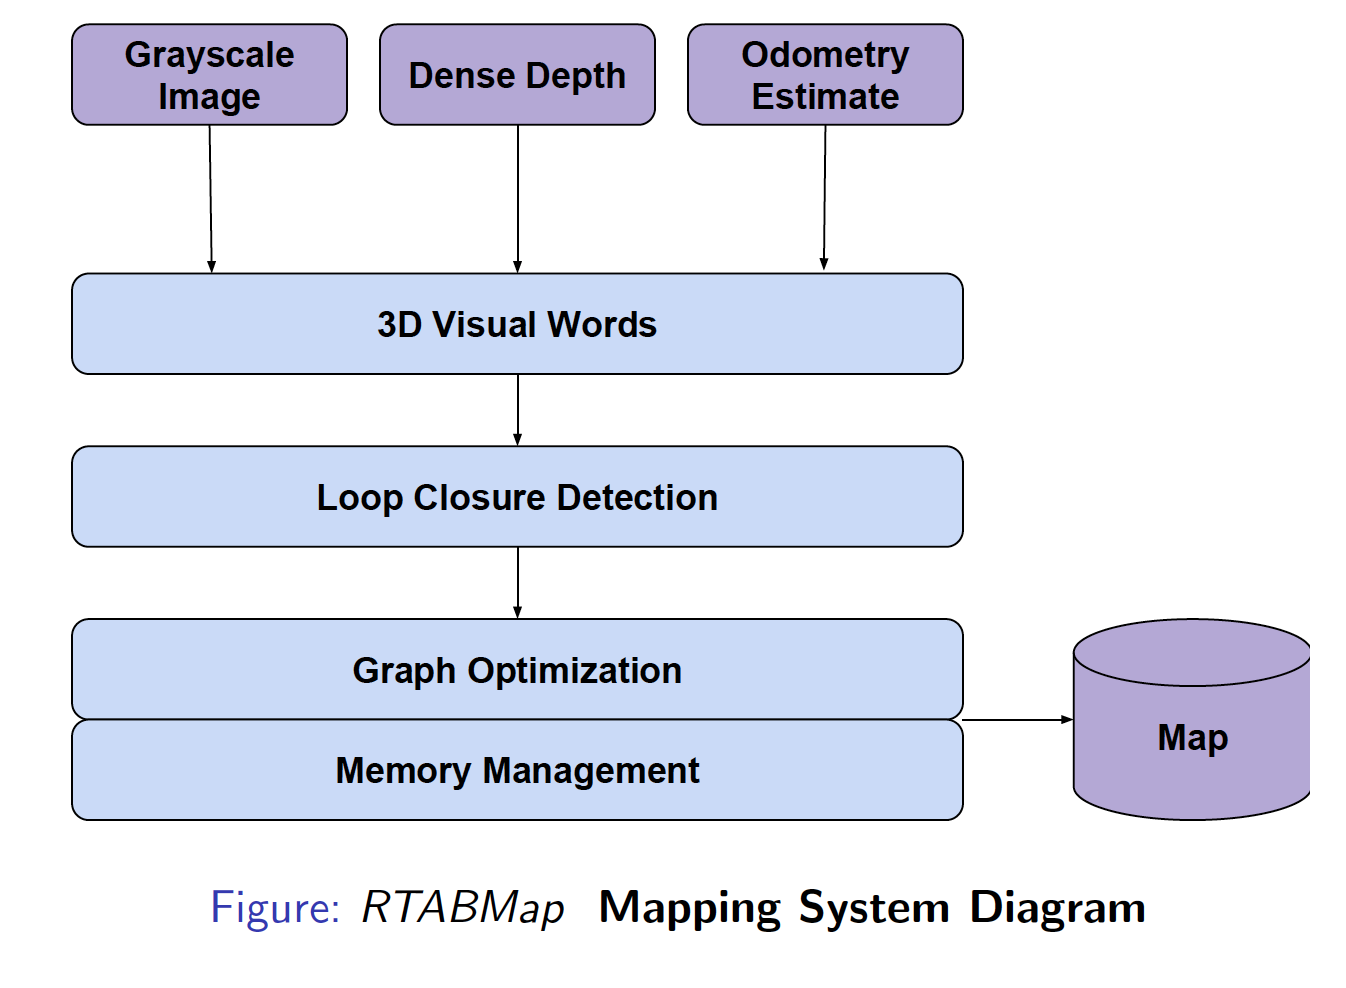 Grayscale
Image
Dense Depth
Odometry
Estimate
3D Visual Words
Loop Closure Detection
Graph Optimization
Memory Management
Map
Figure: RTABMap Mapping System Diagram